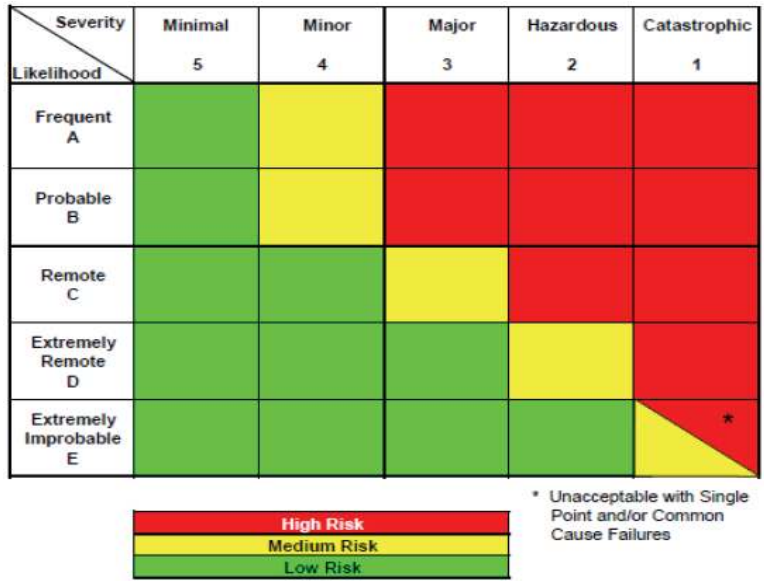 Severity
Likelihood
Minimal
5
Minor
4
Major
3
Hazardous
2
Catastrophic
1
Frequent
A
Probable
B
Remote
C
Extremely
Remote
D
Extremely
Improbable
E
*
High Risk
Medium Risk
Low Risk
* Unacceptable with Single
Point and/or Common
Cause Failures